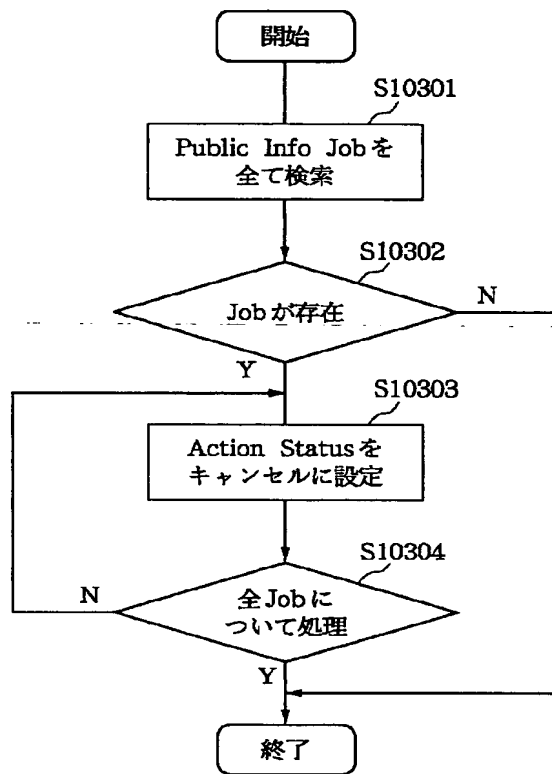 開始
S10301
Public Info Jobを
全て検索
S10302
Jobが存在
N
Y
S10303
Action Statusを
キャンセルに設定
S10304
N
全Jobに
ついて処理
Y
終了